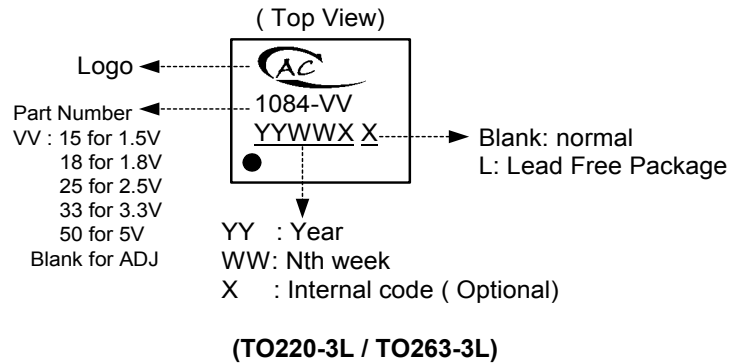 ( Top View)
Logo
AC
Part Number
1084-VV
VV : 15 for 1.5V
18 for 1.8V
25 for 2.5V
33 for 3.3V
50 for 5V
Blank for ADJ
YYWWX X
Blank: normal
L: Lead Free Package
YY : Year
WW: Nth week
X : Internal code ( Optional)
(TO220-3L / TO263-3L)